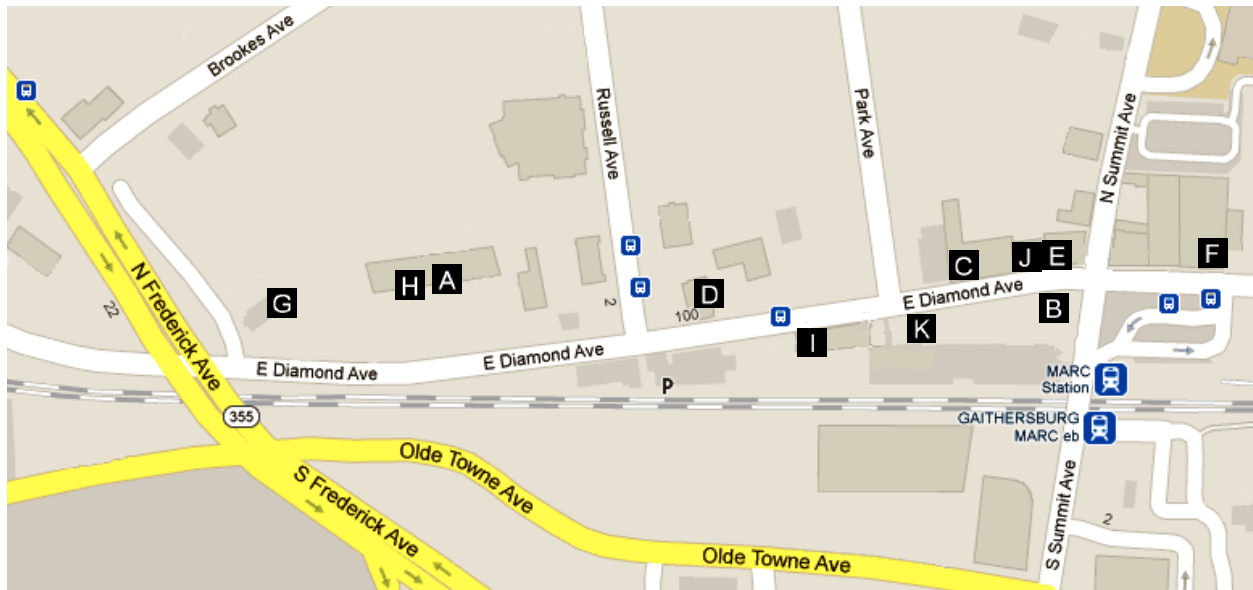 Brookes Ave
Russell Ave
Park Ave
N Summit Ave
N Frederick Ave
22
G
H
A
2
D
100
I
C
J
E
F
K
B
E Diamond Ave
E Diamond Ave
E Diamond Ave
P
MARC
Station
GAITHERSBURG
MARC eb
355
S Frederick Ave
Olde Towne Ave
Olde Towne Ave
S Summit Ave
2